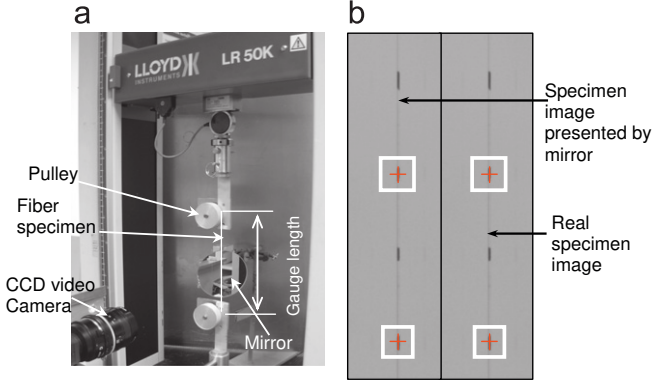 a
b
LLOYD
INSTRUMENTS
LR 50K
Pulley
Fiber
specimen
CCD video
Camera
Gauge length
Mirror
Specimen
image
presented by
mirror
Real
specimen
image